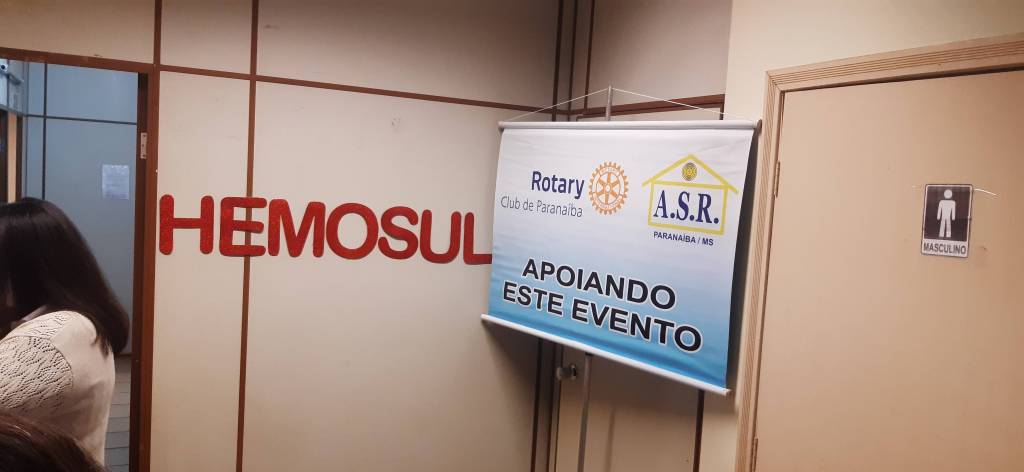 HEMOSUL
Rotary
Club de Paranaíba
A.S.R.
PARANAÍBA / MS
APOIANDO
ESTE EVENTO
MASCULINO